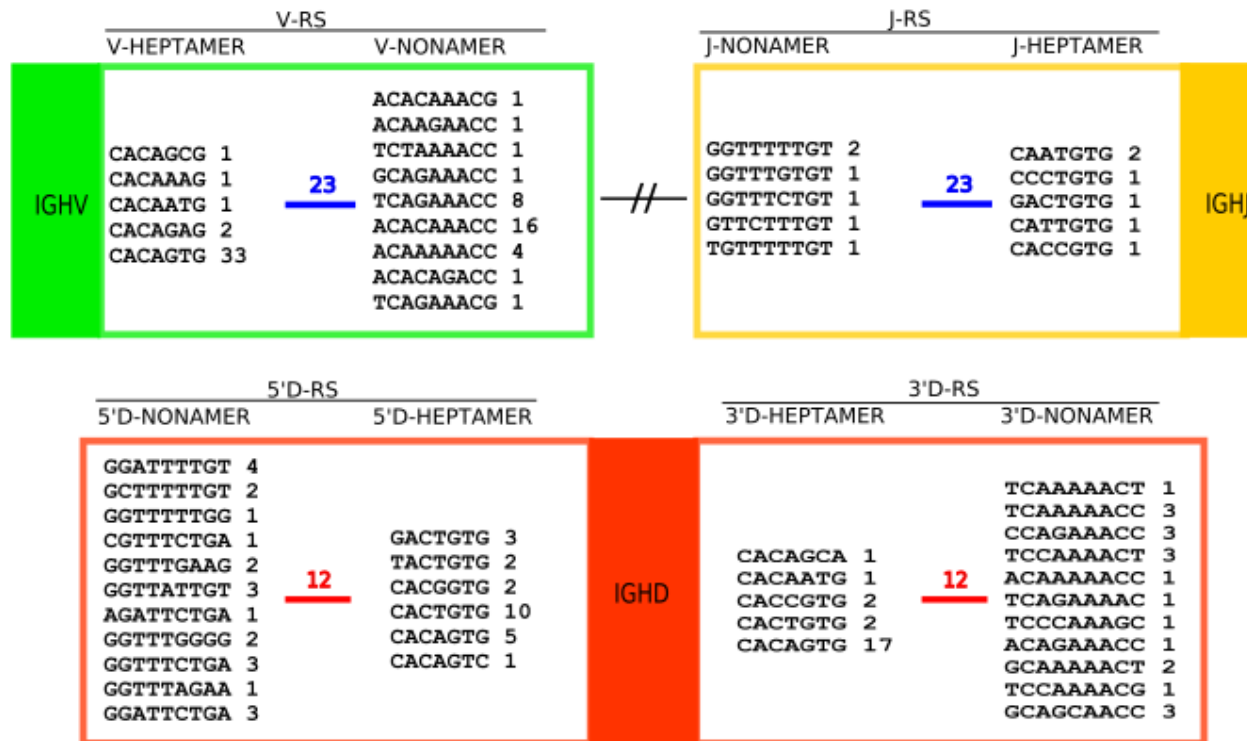 V-RS
V-HEPTAMER V-NONAMER
IGHV
CACAGCG 1
CACAAAG 1
CACAATG 1
CACAGAG 2
CACAGTG 33
23
ACACAAACG 1
ACAAGAACC 1
TCTAAAACC 1
GCAGAAACC 1
TCAGAAACC 8
ACACAAACC 16
ACAAAAACC 4
ACACAGACC 1
TCAGAAACG 1
//
J-RS
J-NONAMER J-HEPTAMER
GGTTTTTGT 2
GGTTTGTGT 1
GGTTTCTGT 1
GTTCTTTGT 1
TGTTTTTGT 1
23
CAATGTG 2
CCCTGTG 1
GACTGTG 1
CATTGTG 1
CACCGTG 1
IGHJ
5'D-RS
5'D-NONAMER 5'D-HEPTAMER
GGATTTTGT 4
GCTTTTTGT 2
GGTTTTTGG 1
CGTTTCTGA 1
GGTTTGAAG 2
GGTTATTGT 3
AGATTCTGA 1
GGTTTGGGG 2
GGTTTCTGA 3
GGTTTAGAA 1
GGATTCTGA 3
12
GACTGTG 3
TACTGTG 2
CACGGTG 2
CACTGTG 10
CACAGTG 5
CACAGTC 1
IGHD
3'D-RS
3'D-HEPTAMER 3'D-NONAMER
CACAGCA 1
CACAATG 1
CACCGTG 2
CACTGTG 2
CACAGTG 17
12
TCAAAAACT 1
TCAAAAACC 3
CCAGAAACC 3
TCCAAAACT 3
ACAAAAACC 1
TCAGAAAAC 1
TCCCAAAGC 1
ACAGAAACC 1
GCAAAAACT 2
TCCAAAACG 1
GCAGCAACC 3